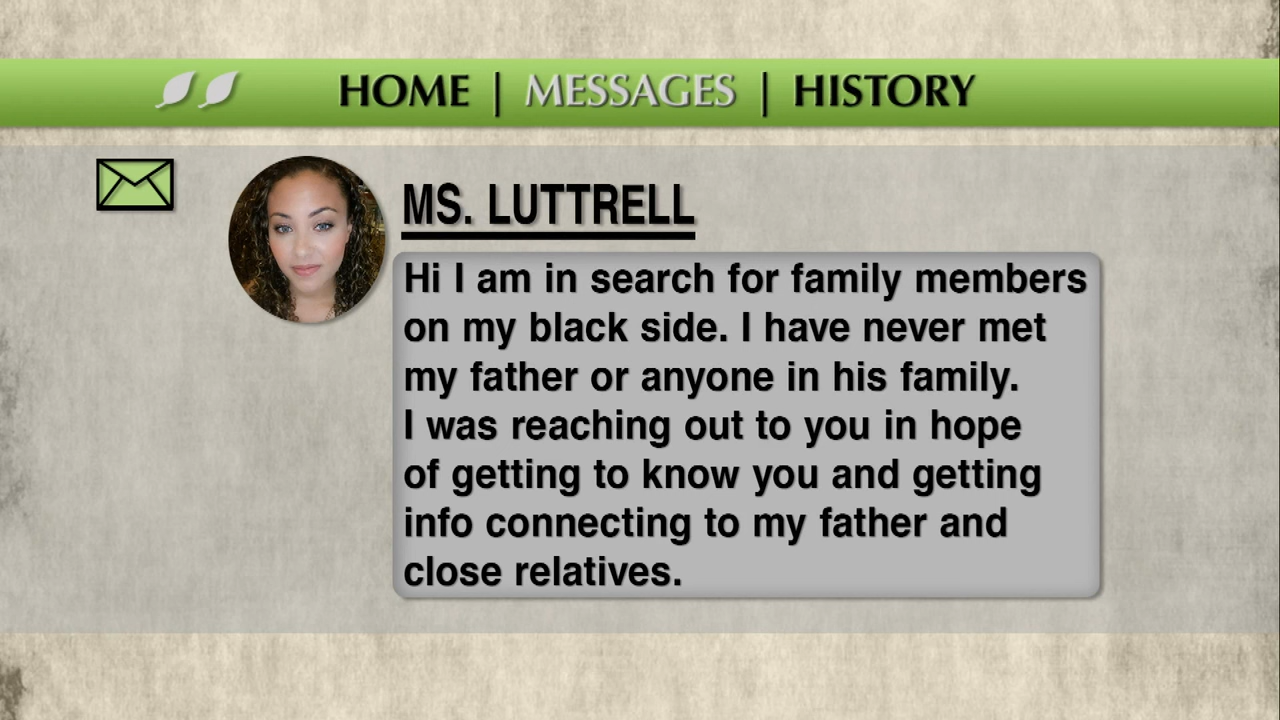 HOME | MESSAGES | HISTORY
MS. LUTTRELL
Hi I am in search for family members
on my black side. I have never met
my father or anyone in his family.
I was reaching out to you in hope
of getting to know you and getting
info connecting to my father and
close relatives.